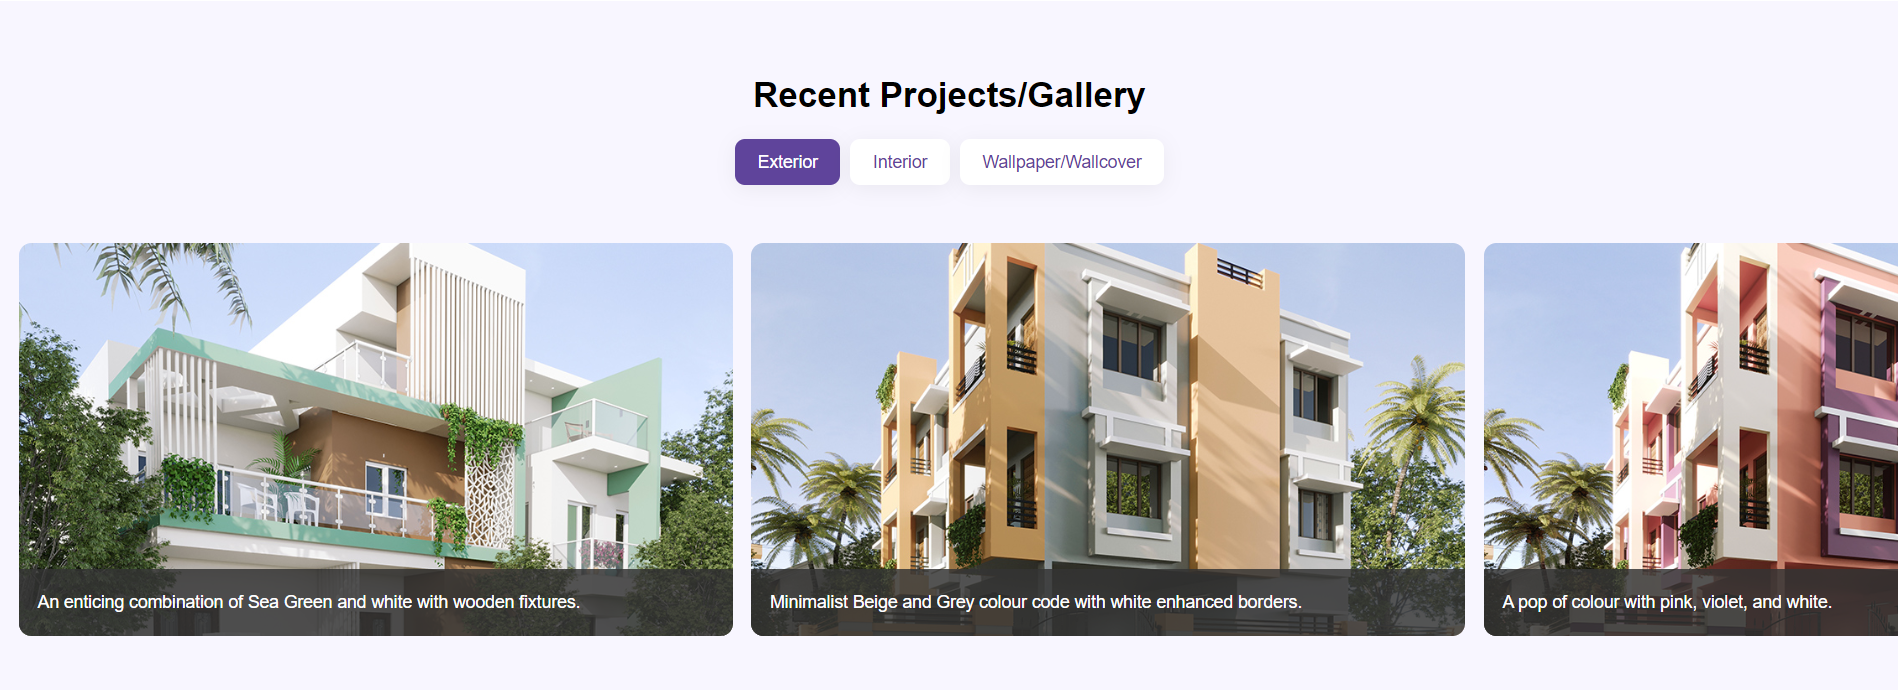 Recent Projects/Gallery
Exterior
Interior
Wallpaper/Wallcover
An enticing combination of Sea Green and white with wooden fixtures.
Minimalist Beige and Grey colour code with white enhanced borders.
A pop of colour with pink, violet, and white.